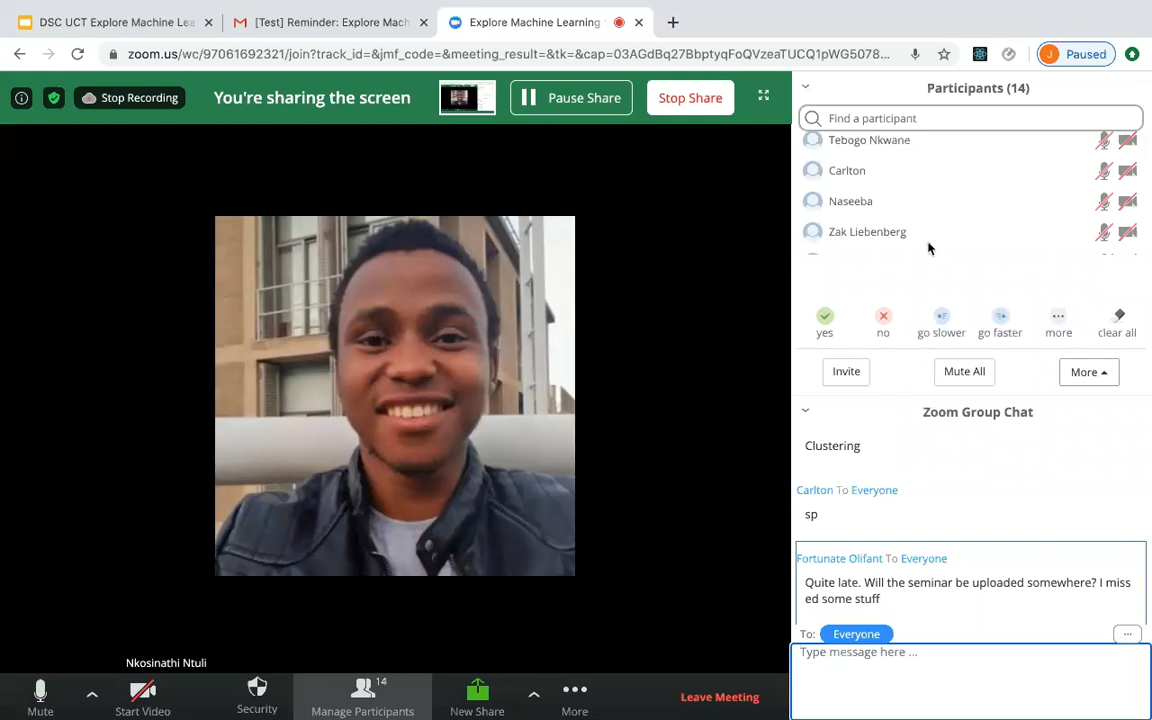 DSC UCT Explore Machine Lea
[Test] Reminder: Explore Mach
Explore Machine Learning
zoom.us/wc/97061692321/join?track_id=&jmf_code=&meeting_result=&tk=&cap=03AGdBq27BbptyqFoQVzeaTUCQ1pWG5078...
J Paused
Stop Recording
You're sharing the screen
Pause Share
Stop Share
Participants (14)
Find a participant
Tebogo Nkwane
Carlton
Naseeba
Zak Liebenberg
yes
no
go slower
go faster
more
clear all
Invite
Mute All
More
Zoom Group Chat
Clustering
Carlton To Everyone
sp
Fortunate Olifant To Everyone
Quite late. Will the seminar be uploaded somewhere? I miss
ed some stuff
To: Everyone
Type message here ...
Nkosinathi Ntuli
Mute
Start Video
Security
14
Manage Participants
New Share
More
Leave Meeting